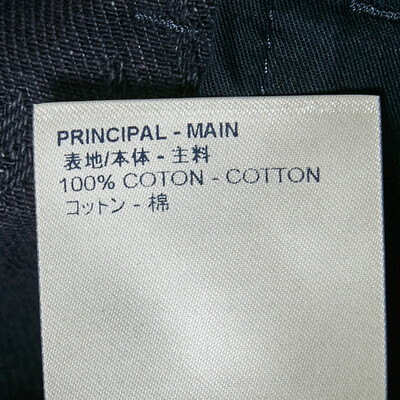 PRINCIPAL - MAIN
表地/本体 - 主料
100% COTON - COTTON
コットン - 棉